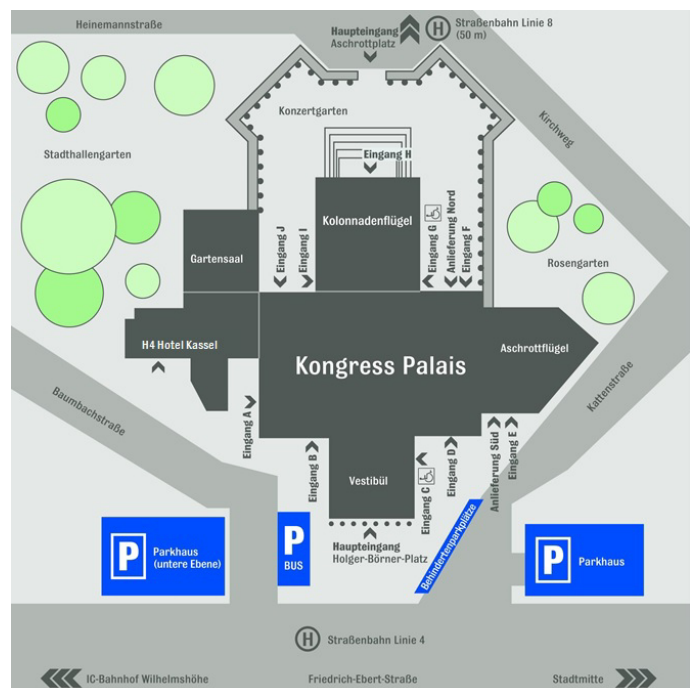 Heinemannstraße
Haupteingang
Aschrottplatz
H
Straßenbahn Linie 8
(50 m)
Konzertgarten
Kirchweg
Stadthallengarten
Eingang H
Kolonnadenflügel
Gartensaal
Eingang J
Eingang I
Eingang G
Anlieferung Nord
Eingang F
Rosengarten
H4 Hotel Kassel
Kongress Palais
Aschrottflügel
Baumbachstraße
Kattenstraße
Eingang A
Eingang B
Vestibül
Eingang C
Eingang D
Anlieferung Süd
Eingang E
Haupteingang
Holger-Börner-Platz
Behindertenparkplätze
P
Parkhaus
(untere Ebene)
P
BUS
P
Parkhaus
H
Straßenbahn Linie 4
IC-Bahnhof Wilhelmshöhe
Friedrich-Ebert-Straße
Stadtmitte